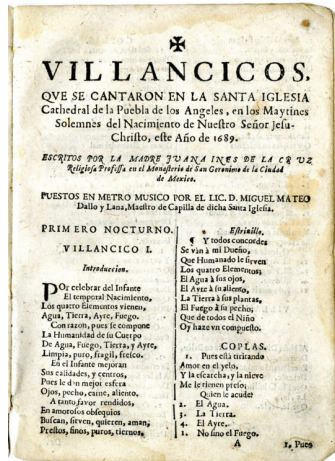 ✠
VILLANCICOS,
QUE SE CANTARON EN LA SANTA IGLESIA
Cathedral de la Puebla de los Angeles, en los Maytines
Solemnes del Nacimiento de Nuestro Señor Jesu-
Christo, este Año de 1689.
ESCRITOS POR LA MADRE JUANA INES DE LA CRUZ
Religiosa Professa en el Monasterio de San Geronimo de la Ciudad
de Mexico.
PUESTOS EN METRO MUSICO POR EL LIC. D. MIGUEL MATEO
Dallo y Lana, Maestro de Capilla de dicha Santa Iglesia.
PRIMERO NOCTURNO.
VILLANCICO I.
Introduccion.
POr celebrar del Infante
El temporal Nacimiento,
Los quatro Elementos vienen,
Agua, Tierra, Ayre, Fuego.
Con razon, pues se compone
La Humanidad de su Cuerpo
De Agua, Fuego, Tierra, y Ayre,
Limpia, puro, fragil, fresco.
En el Infante mejoran
Sus calidades, y centros,
Pues le dan mejor esfera
Ojos, pecho, carne, aliento.
A tanto favor rendidos,
En amorosos obsequios
Buscan, sirven, quieren, aman,
Prestos, finos, puros, tiernos,
Estrivillo.
¶ Y todos concordes
Se van à mi Dueño,
Que Humanado le sirven
Los quatro Elementos;
El Agua à sus ojos,
El Ayre à su aliento,
La Tierra à sus plantas,
El Fuego à su pecho;
Que de todos el Niño
Oy haze vn compuesto.
COPLAS.
1. Pues està tiritando
Amor en el yelo,
Y la escarcha, y la nieve
Me le tienen preso;
Quien le acude?
2. El Agua.
3. La Tierra.
4. El Ayre.
1. No sino el Fuego.
A
1. Pues